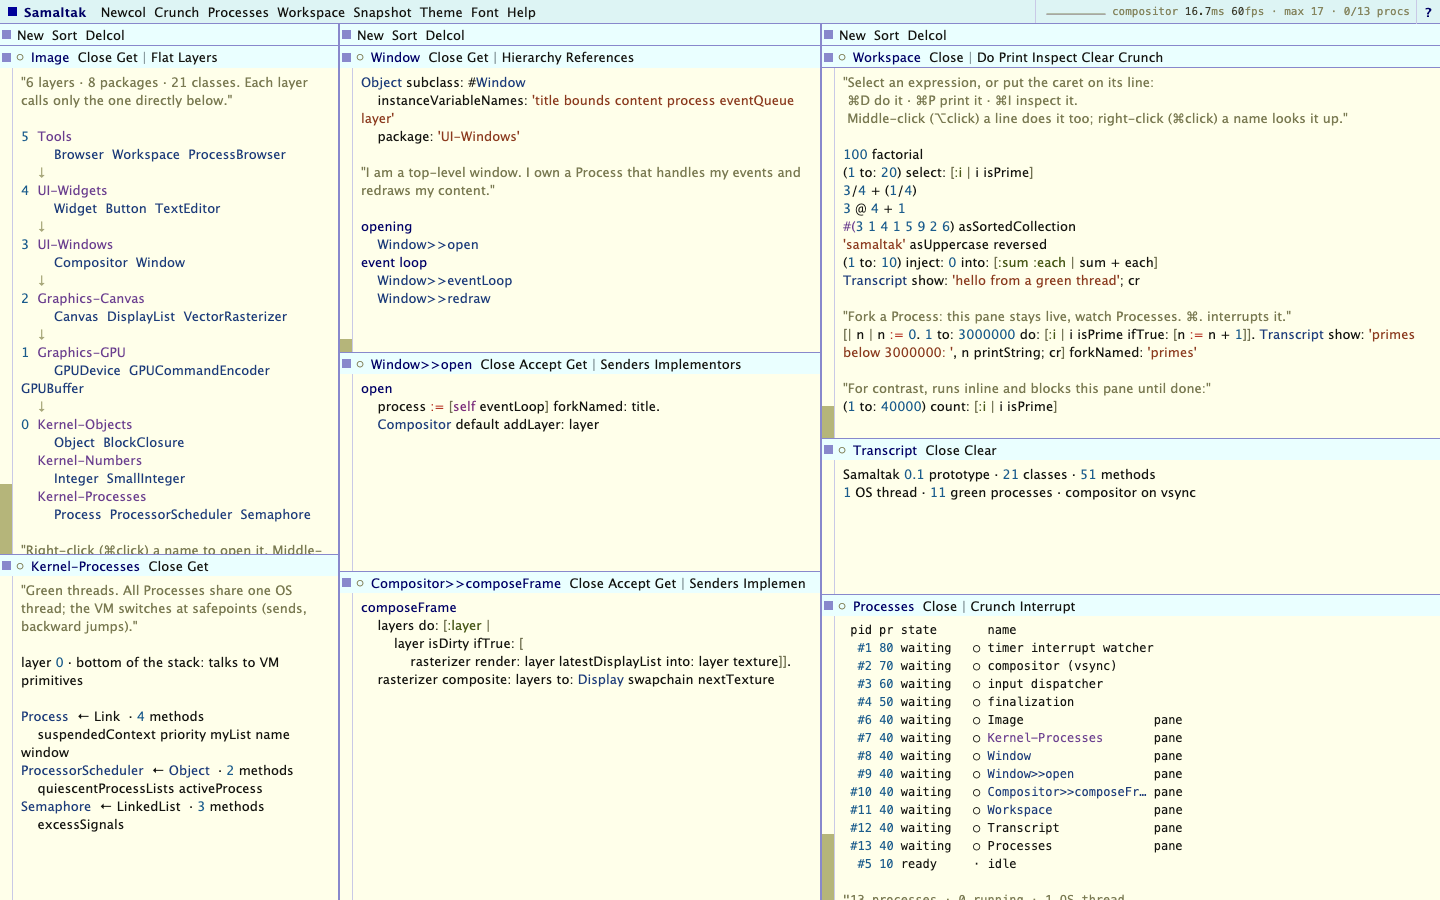 Samaltak Newcol Crunch Processes Workspace Snapshot Theme Font Help
compositor 16.7ms 60fps · max 17 · 0/13 procs ?
New Sort Delcol
Image Close Get | Flat Layers
"6 layers · 8 packages · 21 classes. Each layer
calls only the one directly below."
5 Tools
Browser Workspace ProcessBrowser
↓
4 UI-Widgets
Widget Button TextEditor
↓
3 UI-Windows
Compositor Window
↓
2 Graphics-Canvas
Canvas DisplayList VectorRasterizer
↓
1 Graphics-GPU
GPUDevice GPUCommandEncoder
GPUBuffer
↓
0 Kernel-Objects
Object BlockClosure
Kernel-Numbers
Integer SmallInteger
Kernel-Processes
Process ProcessorScheduler Semaphore
"Right-click (⌘click) a name to open it. Middle-
Kernel-Processes Close Get
"Green threads. All Processes share one OS
thread; the VM switches at safepoints (sends,
backward jumps)."
layer 0 · bottom of the stack: talks to VM
primitives
Process ← Link · 4 methods
suspendedContext priority myList name
window
ProcessorScheduler ← Object · 2 methods
quiescentProcessLists activeProcess
Semaphore ← LinkedList · 3 methods
excessSignals
New Sort Delcol
Window Close Get | Hierarchy References
Object subclass: #Window
instanceVariableNames: 'title bounds content process eventQueue
layer'
package: 'UI-Windows'
"I am a top-level window. I own a Process that handles my events and
redraws my content."
opening
Window>>open
event loop
Window>>eventLoop
Window>>redraw
Window>>open Close Accept Get | Senders Implementors
open
process := [self eventLoop] forkNamed: title.
Compositor default addLayer: layer
Compositor>>composeFrame Close Accept Get | Senders Implemen
composeFrame
layers do: [:layer |
layer isDirty ifTrue: [
rasterizer render: layer latestDisplayList into: layer texture]].
rasterizer composite: layers to: Display swapchain nextTexture
New Sort Delcol
Workspace Close | Do Print Inspect Clear Crunch
"Select an expression, or put the caret on its line:
⌘D do it · ⌘P print it · ⌘I inspect it.
Middle-click (⌥click) a line does it too; right-click (⌘click) a name looks it up."
100 factorial
(1 to: 20) select: [:i | i isPrime]
3/4 + (1/4)
3 @ 4 + 1
#(3 1 4 1 5 9 2 6) asSortedCollection
'samaltak' asUppercase reversed
(1 to: 10) inject: 0 into: [:sum :each | sum + each]
Transcript show: 'hello from a green thread'; cr
"Fork a Process: this pane stays live, watch Processes. ⌘. interrupts it."
[| n | n := 0. 1 to: 3000000 do: [:i | i isPrime ifTrue: [n := n + 1]]. Transcript show: 'primes
below 3000000: ', n printString; cr] forkNamed: 'primes'
"For contrast, runs inline and blocks this pane until done:"
(1 to: 40000) count: [:i | i isPrime]
Transcript Close Clear
Samaltak 0.1 prototype · 21 classes · 51 methods
1 OS thread · 11 green processes · compositor on vsync
Processes Close | Crunch Interrupt
pid pr state name
#1 80 waiting ○ timer interrupt watcher
#2 70 waiting ○ compositor (vsync)
#3 60 waiting ○ input dispatcher
#4 50 waiting ○ finalization
#6 40 waiting ○ Image pane
#7 40 waiting ○ Kernel-Processes pane
#8 40 waiting ○ Window pane
#9 40 waiting ○ Window>>open pane
#10 40 waiting ○ Compositor>>composeFr… pane
#11 40 waiting ○ Workspace pane
#12 40 waiting ○ Transcript pane
#13 40 waiting ○ Processes pane
#5 10 ready · idle
"13 processes · 0 running · 1 OS thread